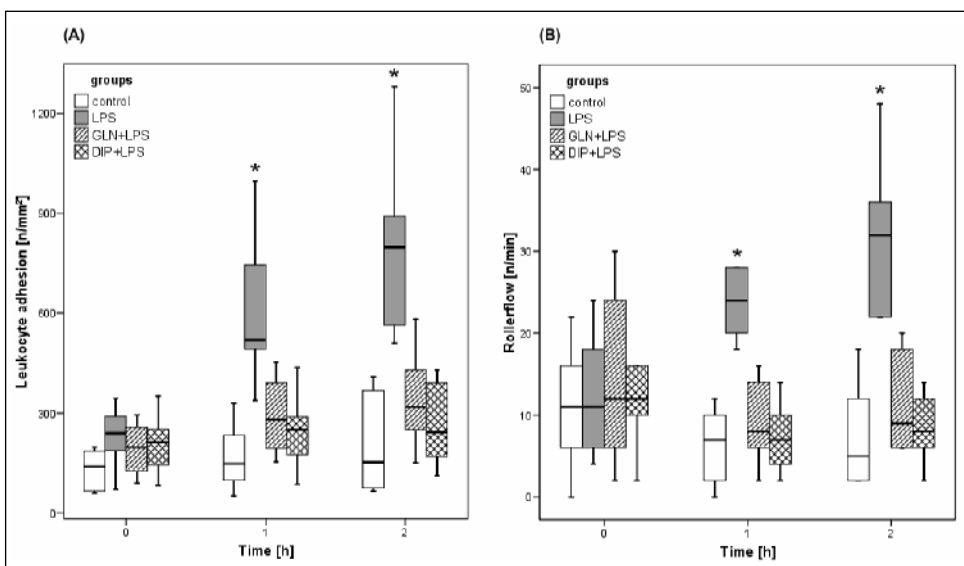 (A)
groups
control
LPS
GLN+LPS
DIP+LPS
*
*
1200
900
600
300
0
Leukocyte adhesion [n/mm²]
0
1
2
Time [h]
(B)
groups
control
LPS
GLN+LPS
DIP+LPS
*
*
50
40
30
20
10
0
Rollerflow [n/min]
0
1
2
Time [h]